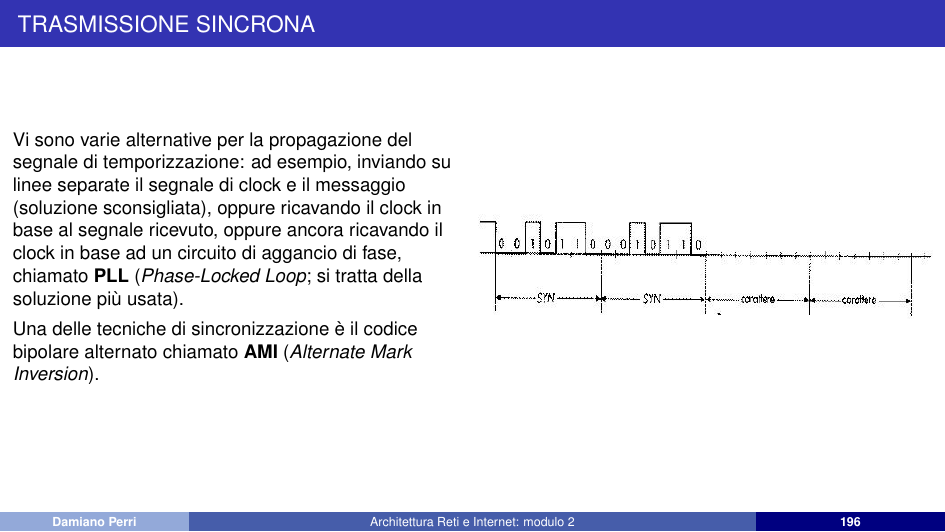 TRASMISSIONE SINCRONA
Vi sono varie alternative per la propagazione del
segnale di temporizzazione: ad esempio, inviando su
linee separate il segnale di clock e il messaggio
(soluzione sconsigliata), oppure ricavando il clock in
base al segnale ricevuto, oppure ancora ricavando il
clock in base ad un circuito di aggancio di fase,
chiamato PLL (Phase-Locked Loop; si tratta della
soluzione più usata).
Una delle tecniche di sincronizzazione è il codice
bipolare alternato chiamato AMI (Alternate Mark
Inversion).
0 0 1 0 1 1 0 0 0 1 0 1 1 0
SYN SYN carattere carattere
Damiano Perri Architettura Reti e Internet: modulo 2 196